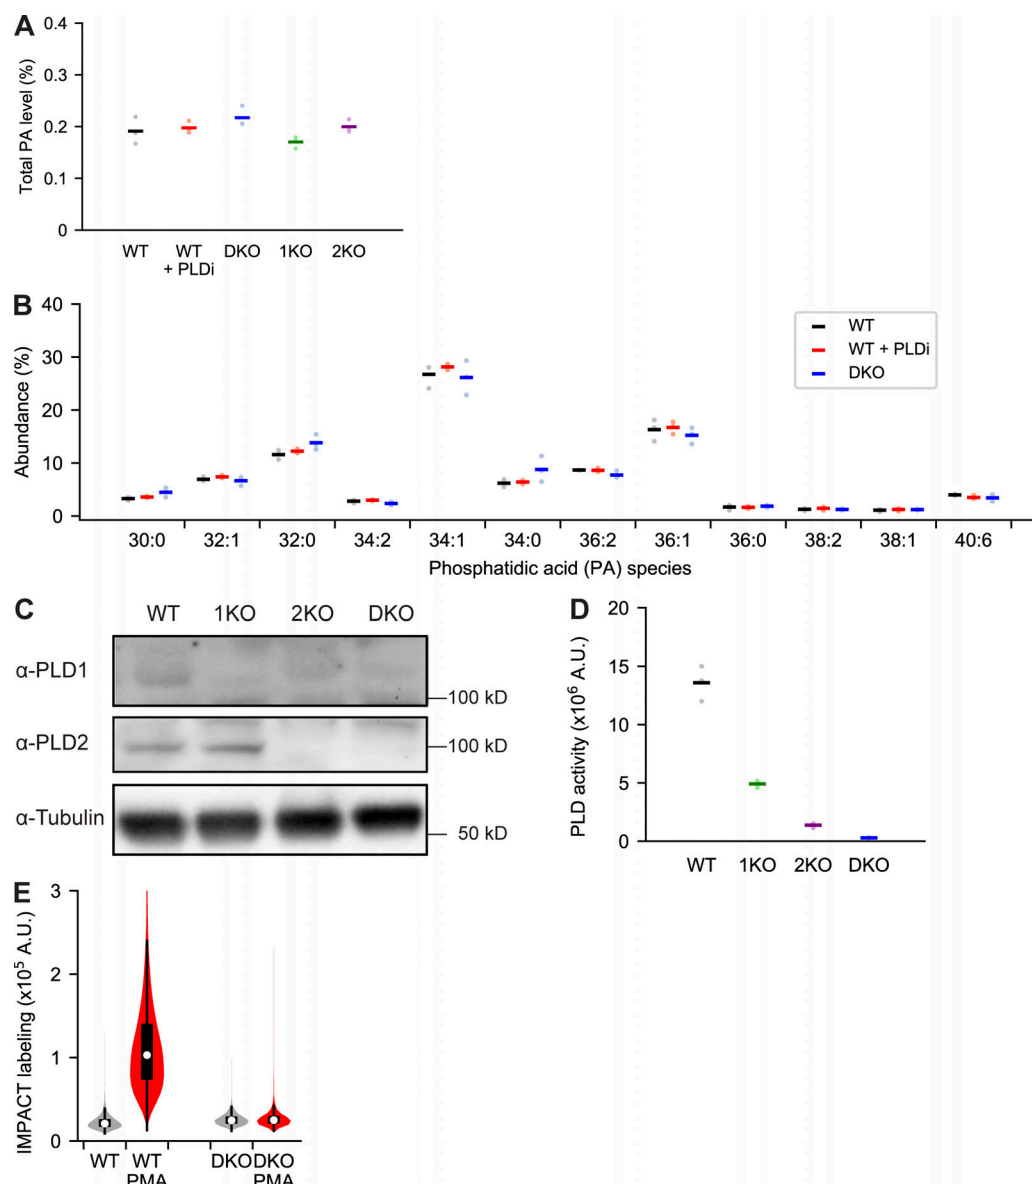 A
Total PA level (%)
0.4
0.3
0.2
0.1
0
WT
WT
+ PLDi
DKO
1KO
2KO
B
Abundance (%)
40
30
20
10
0
WT
WT + PLDi
DKO
30:0 32:1 32:0 34:2 34:1 34:0 36:2 36:1 36:0 38:2 38:1 40:6
Phosphatidic acid (PA) species
C
WT 1KO 2KO DKO
α-PLD1
100 kD
α-PLD2
100 kD
α-Tubulin
50 kD
D
PLD activity (x10⁶ A.U.)
20
15
10
5
0
WT 1KO 2KO DKO
E
IMPACT labeling (x10⁵ A.U.)
3
2
1
0
WT
WT
PMA
DKO
DKO
PMA